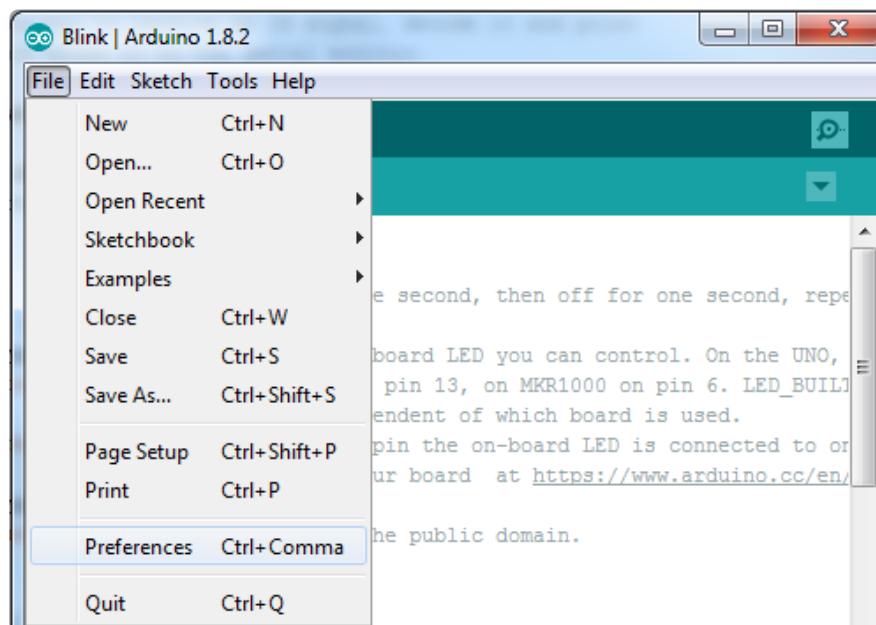 Blink | Arduino 1.8.2
File Edit Sketch Tools Help
New Ctrl+N
Open... Ctrl+O
Open Recent
Sketchbook
Examples
Close Ctrl+W
Save Ctrl+S
Save As... Ctrl+Shift+S
Page Setup Ctrl+Shift+P
Print Ctrl+P
Preferences Ctrl+Comma
Quit Ctrl+Q
e second, then off for one second, repe
board LED you can control. On the UNO,
pin 13, on MKR1000 on pin 6. LED_BUILT
endent of which board is used.
pin the on-board LED is connected to on
ur board at https://www.arduino.cc/en/
he public domain.